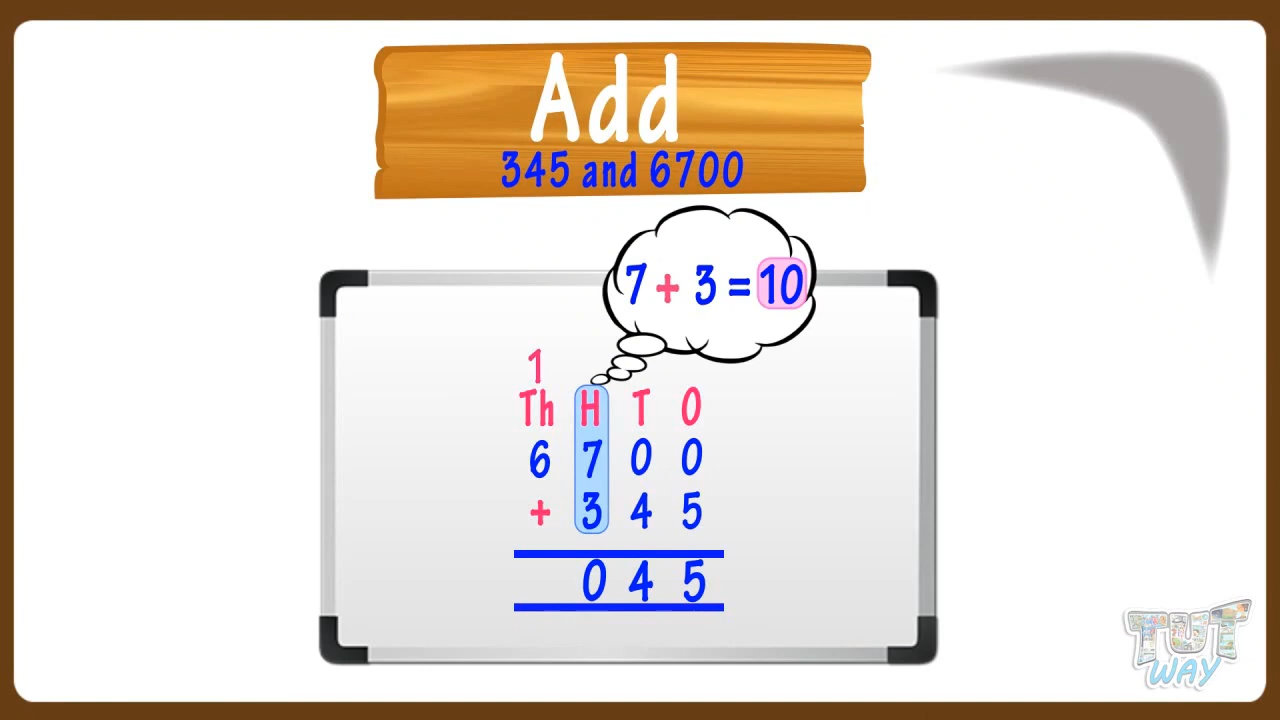 Add
345 and 6700
7 + 3 = 10
1
Th H T O
6 7 0 0
+ 3 4 5
0 4 5
TUT
WAY